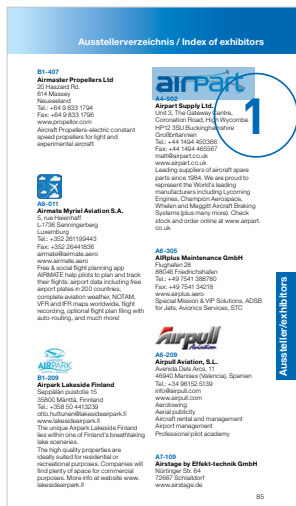 Ausstellerverzeichnis / Index of exhibitors
B1-407
Airmaster Propellers Ltd
20 Haszard Rd.
614 Massey
Neuseeland
Tel.: +64 9 833 1794
Fax: +64 9 833 1796
www.propellor.com
Aircraft Propellers-electric constant
speed propellers for light and
experimental aircraft
A6-011
Airmate Myriel Aviation S.A.
5, rue Heienhaff
L-1736 Senningerberg
Luxemburg
Tel.: +352 261199443
Fax: +352 26441836
airmate@airmate.aero
www.airmate.aero
Free & social flight planning app
AIRMATE help pilots to plan and track
their flights: airport data including free
airport plates in 200 countries,
complete aviation weather, NOTAM,
VFR and IFR maps worldwide, flight
recording, optional flight plan filing with
auto-routing, and much more!
LAKESIDE
AIRPARK
B1-209
Airpark Lakeside Finland
Seppälän puistotie 15
35800 Mänttä, Finnland
Tel.: +358 50 4413239
otto.huttunen@lakesideairpark.fi
www.lakesideairpark.fi
The unique Airpark Lakeside Finland
lies within one of Finland's breathtaking
lake sceneries.
The high quality properties are
ideally suited for residential or
recreational purposes. Companies will
find plenty of space for commercial
purposes. More info at website www.
lakesideairpark.fi
airpart
A4-502
Airpart Supply Ltd.
Unit 3, The Gateway Centre,
Coronation Road, High Wycombe
HP12 3SU Buckinghamshire
Großbritannien
Tel.: +44 1494 450366
Fax: +44 1494 465567
matt@airpart.co.uk
www.airpart.co.uk
Leading suppliers of aircraft spare
parts since 1984. We are proud to
represent the World's leading
manufacturers including Lycoming
Engines, Champion Aerospace,
Whelen and Meggitt Aircraft Braking
Systems (plus many more). Check
stock and order online at www.airpart.
co.uk
1
A6-305
AIRplus Maintenance GmbH
Flughafen 28
88046 Friedrichshafen
Tel.: +49 7541 388780
Fax: +49 7541 34218
www.airplus.aero
Special Mission & VIP Solutions, ADSB
for Jets, Avionics Services, STC
Airpull
Aviation
A6-209
Airpull Aviation, S.L.
Avenida Dels Arcs, 11
46940 Manises (Valencia), Spanien
Tel.: +34 96152 5139
info@airpull.com
www.airpull.com
Aerotowing
Aerial publicity
Aircraft rental and management
Airport management
Professional pilot academy
A7-109
Airstage by Effekt-technik GmbH
Nürtinger Str. 64
72667 Schlaitdorf
www.airstage.de
Aussteller/exhibitors
85